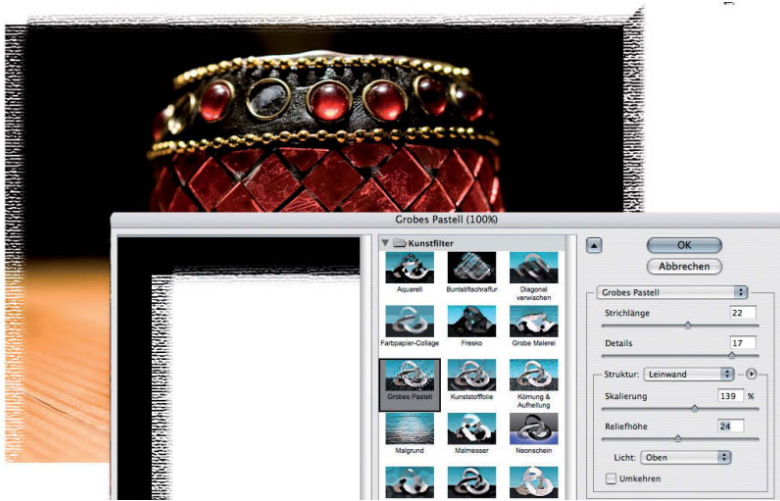 Grobes Pastell (100%)
Kunstfilter
Aquarell
Buntstiftschraffur
Diagonal
verwischen
Farbpapier-Collage
Fresko
Grobe Malerei
Grobes Pastell
Kunststofffolie
Körnung &
Aufhellung
Malgrund
Malmesser
Neonschein
OK
Abbrechen
Grobes Pastell
Strichlänge 22
Details 17
Struktur: Leinwand
Skalierung 139 %
Reliefhöhe 24
Licht: Oben
Umkehren